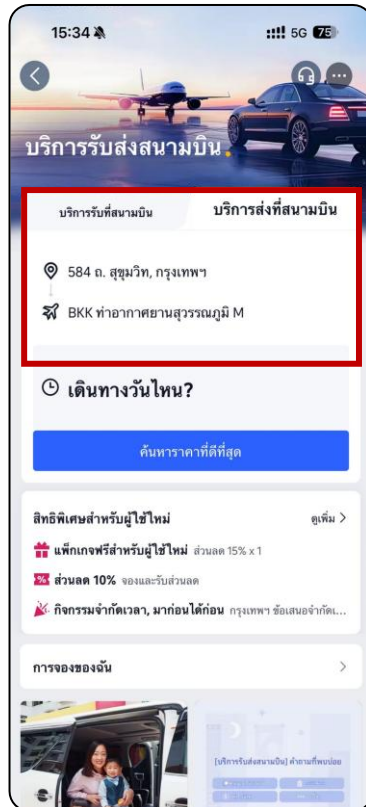 15:34
5G 75
บริการรับส่งสนามบิน
บริการรับที่สนามบิน
บริการส่งที่สนามบิน
584 ถ. สุขุมวิท, กรุงเทพฯ
BKK ท่าอากาศยานสุวรรณภูมิ M
เดินทางวันไหน?
ค้นหาราคาที่ดีที่สุด
สิทธิพิเศษสำหรับผู้ใช้ใหม่ ดูเพิ่ม >
แพ็กเกจฟรีสำหรับผู้ใช้ใหม่ ส่วนลด 15% x 1
% ส่วนลด 10% จองและรับส่วนลด
กิจกรรมจำกัดเวลา, มาก่อนได้ก่อน กรุงเทพฯ ข้อเสนอจำกัดเ...
การจองของฉัน >
[บริการรับส่งสนามบิน] คำถามที่พบบ่อย